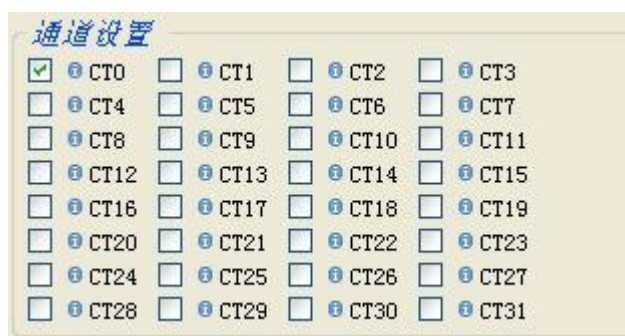 通道设置
CT0 CT1 CT2 CT3
CT4 CT5 CT6 CT7
CT8 CT9 CT10 CT11
CT12 CT13 CT14 CT15
CT16 CT17 CT18 CT19
CT20 CT21 CT22 CT23
CT24 CT25 CT26 CT27
CT28 CT29 CT30 CT31